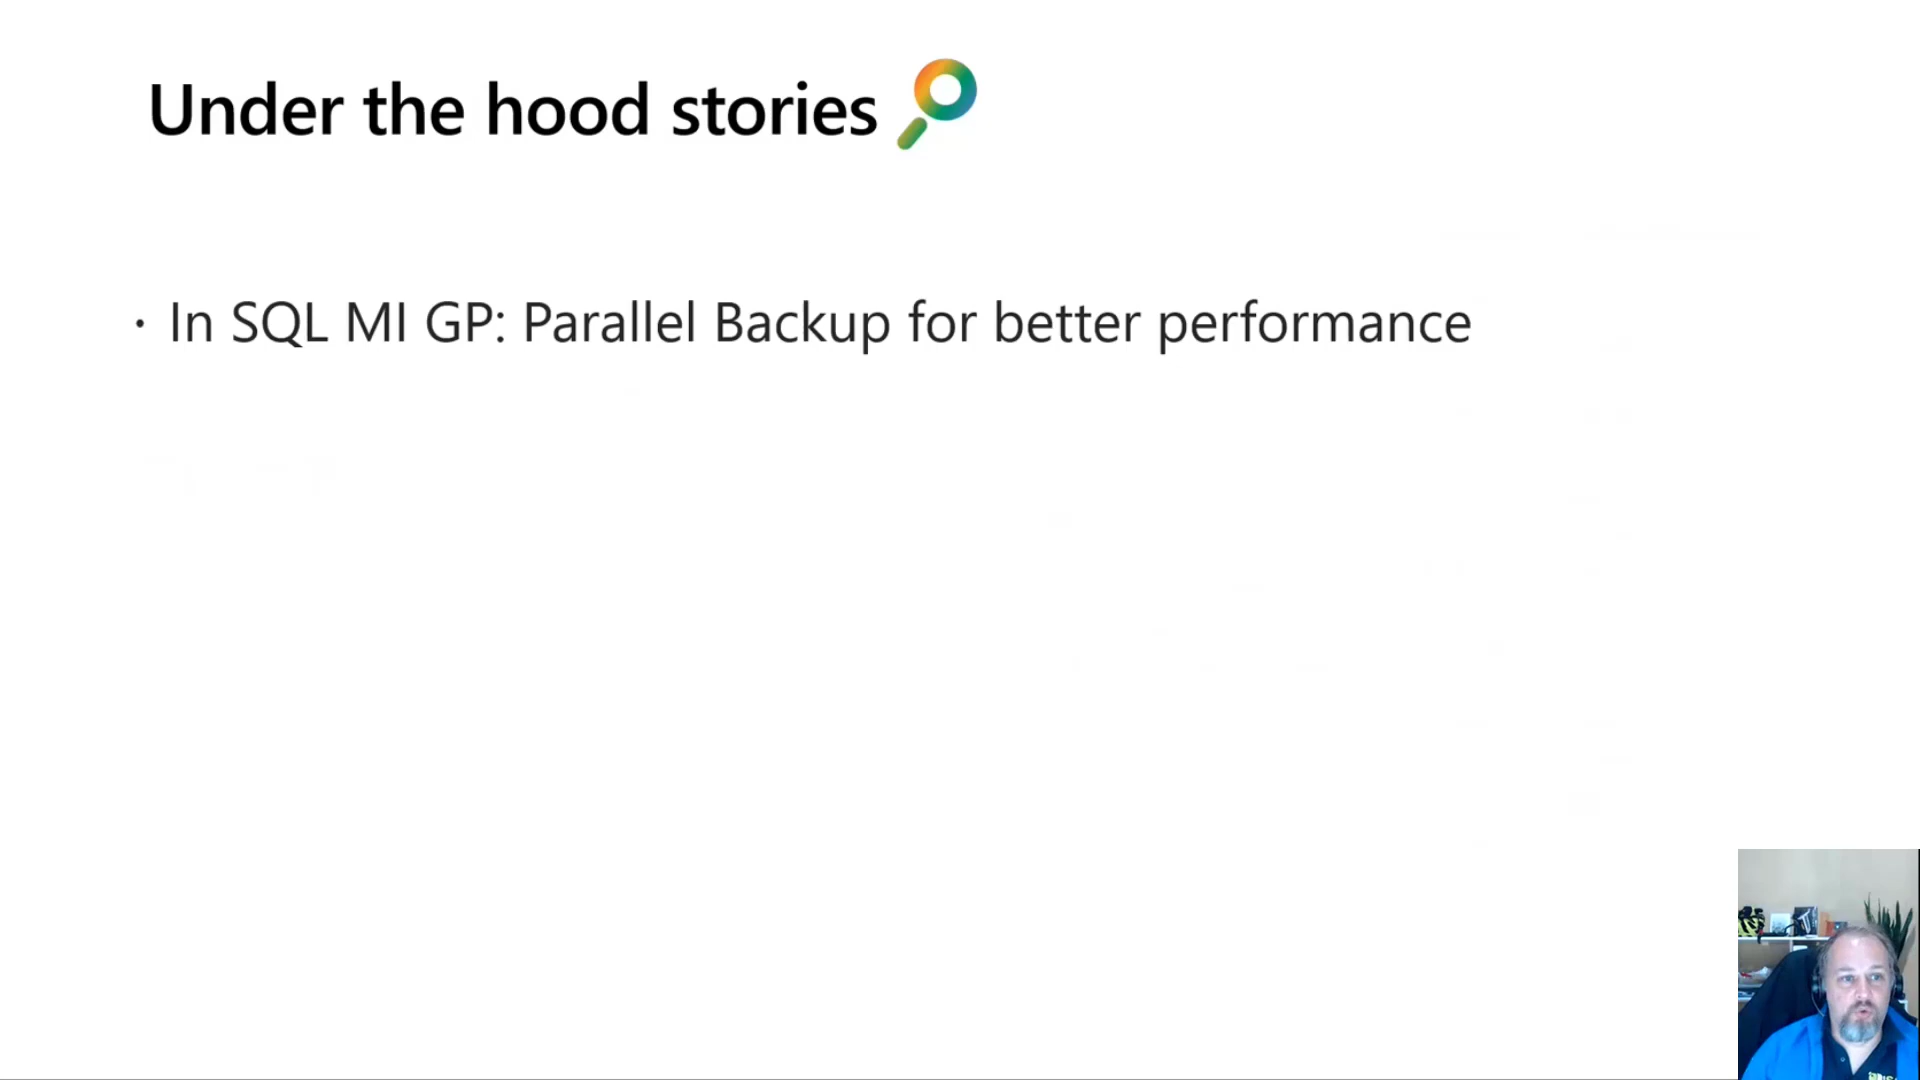 Under the hood stories
· In SQL MI GP: Parallel Backup for better performance